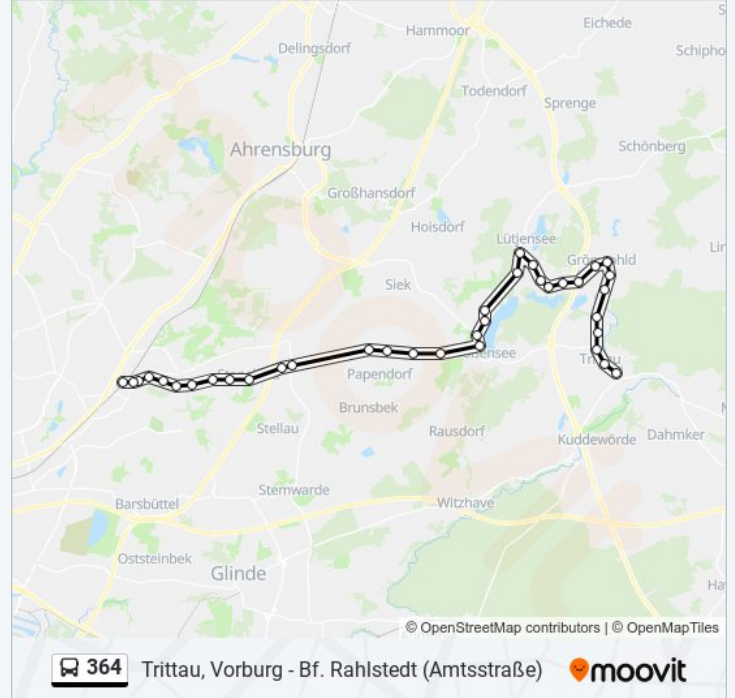 Hammoor
Eichede
Delingsdorf
Schipho
Todendorf
Sprenge
Schönberg
Ahrensburg
Großhansdorf
Hoisdorf
Lütjensee
Siek
Papendorf
Brunsbek
Stellau
Rausdorf
Kuddewörde
Dahmker
Stemwarde
Witzhave
Barsbüttel
Oststeinbek
Glinde
© OpenStreetMap contributors | © OpenMapTiles
364 Trittau, Vorburg - Bf. Rahlstedt (Amtsstraße) moovit